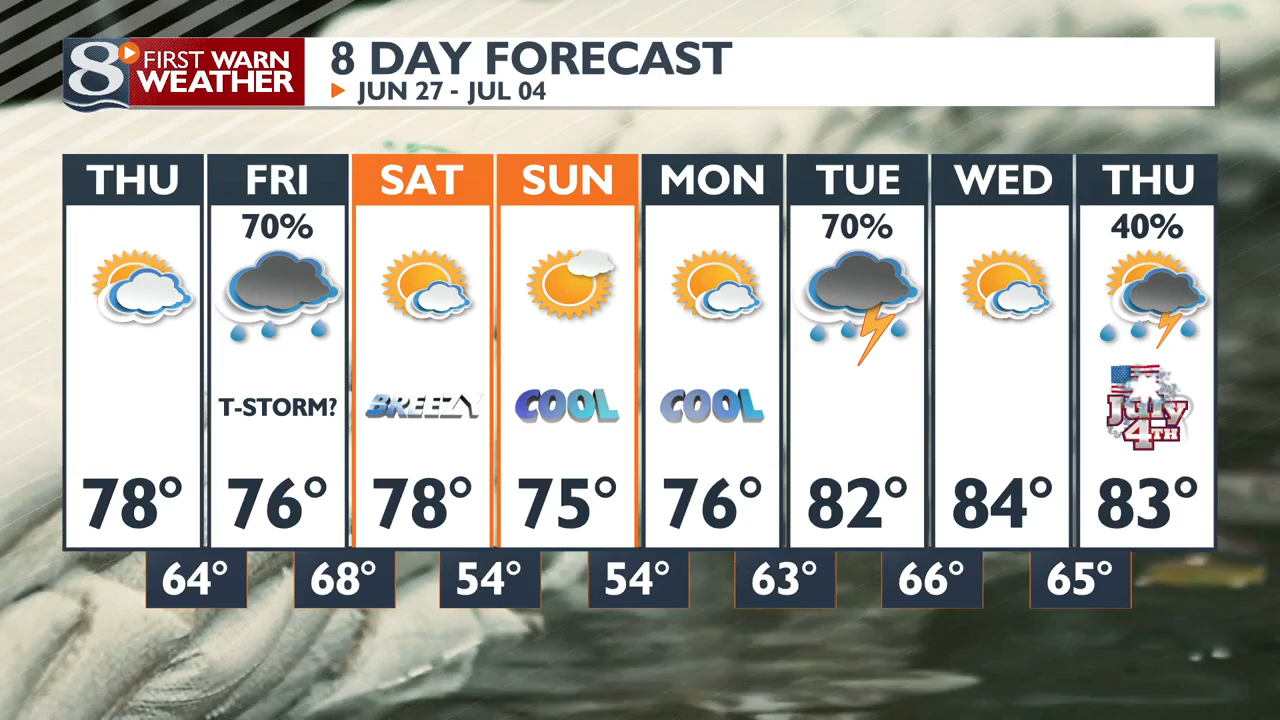 8 FIRST WARN
WEATHER
8 DAY FORECAST
JUN 27 - JUL 04
THU FRI SAT SUN MON TUE WED THU
70% 70% 40%
T-STORM? BREEZY COOL COOL July
4TH
78° 76° 78° 75° 76° 82° 84° 83°
64° 68° 54° 54° 63° 66° 65°